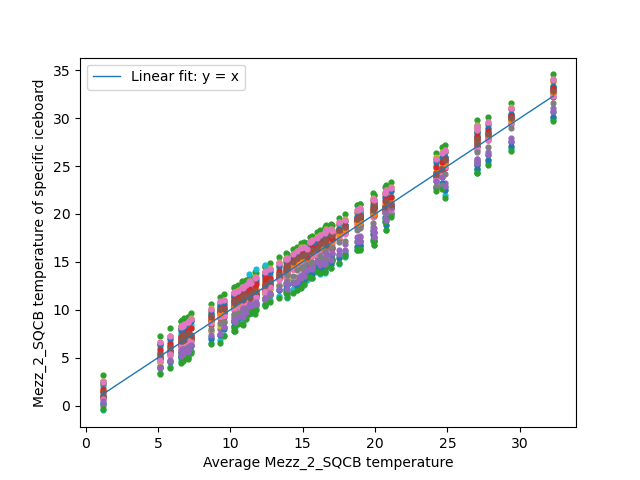 Linear fit: y = x
35
30
25
20
15
10
5
0
Mezz_2_SQCB temperature of specific iceboard
0 5 10 15 20 25 30
Average Mezz_2_SQCB temperature